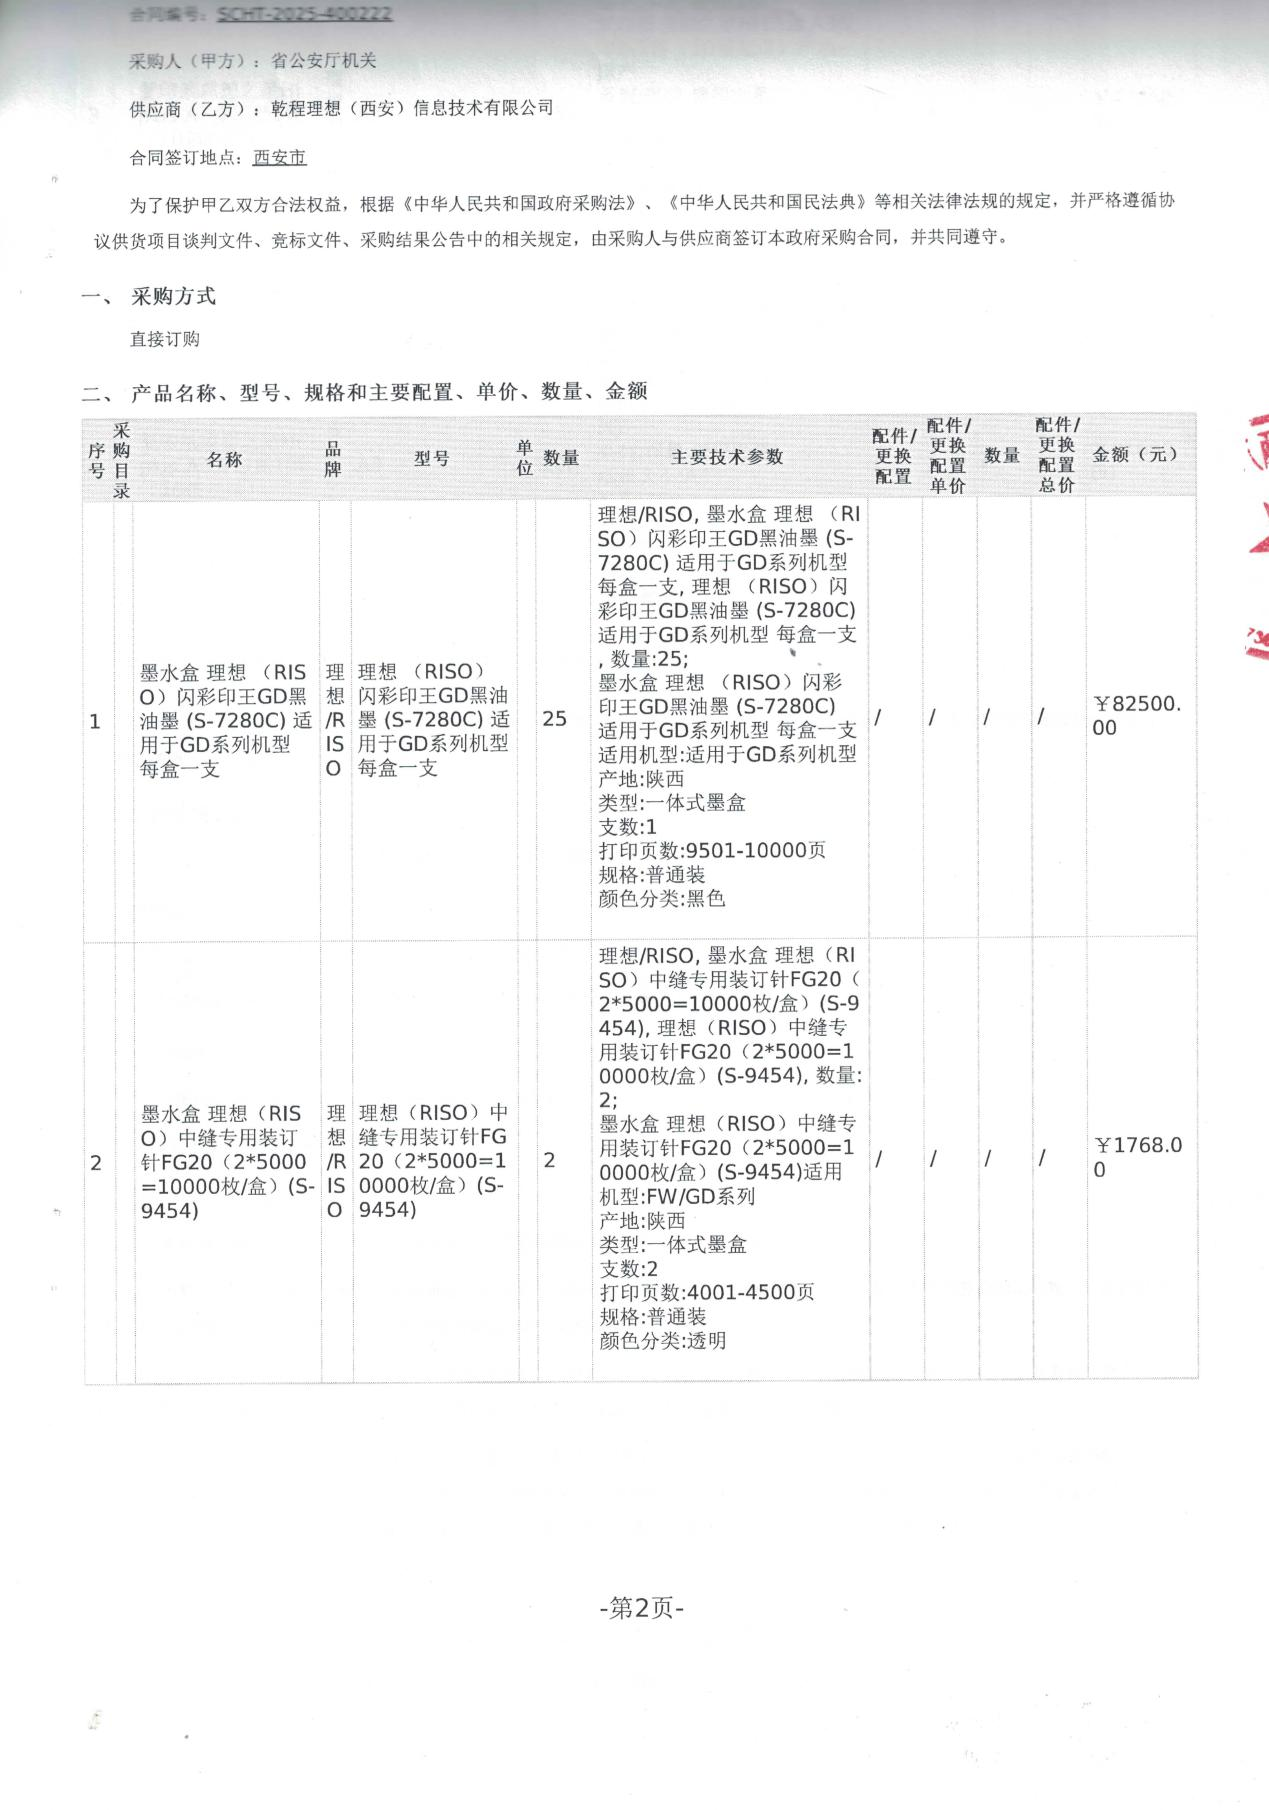 合同编号：SCHT-2025-400222
采购人（甲方）：省公安厅机关
供应商（乙方）：乾程理想（西安）信息技术有限公司
合同签订地点：西安市
为了保护甲乙双方合法权益，根据《中华人民共和国政府采购法》、《中华人民共和国民法典》等相关法律法规的规定，并严格遵循协
议供货项目谈判文件、竞标文件、采购结果公告中的相关规定，由采购人与供应商签订本政府采购合同，并共同遵守。
一、 采购方式
直接订购
二、 产品名称、型号、规格和主要配置、单价、数量、金额
序号
采购目录
名称
品牌
型号
单位
数量
主要技术参数
配件/更换配置
配件/更换配置单价
数量
配件/更换配置总价
金额（元）
1
墨水盒 理想 （RIS
O）闪彩印王GD黑
油墨 (S-7280C) 适
用于GD系列机型
每盒一支
理
想
/R
IS
O
理想 （RISO）
闪彩印王GD黑油
墨 (S-7280C) 适
用于GD系列机型
每盒一支
25
理想/RISO, 墨水盒 理想 （RI
SO）闪彩印王GD黑油墨 (S-
7280C) 适用于GD系列机型
每盒一支, 理想 （RISO）闪
彩印王GD黑油墨 (S-7280C)
适用于GD系列机型 每盒一支
, 数量:25;
墨水盒 理想 （RISO）闪彩
印王GD黑油墨 (S-7280C)
适用于GD系列机型 每盒一支
适用机型:适用于GD系列机型
产地:陕西
类型:一体式墨盒
支数:1
打印页数:9501-10000页
规格:普通装
颜色分类:黑色
/
/
/
/
￥82500.
00
2
墨水盒 理想（RIS
O）中缝专用装订
针FG20（2*5000
=10000枚/盒）(S-
9454)
理
想
/R
IS
O
理想（RISO）中
缝专用装订针FG
20（2*5000=1
0000枚/盒）(S-
9454)
2
理想/RISO, 墨水盒 理想（RI
SO）中缝专用装订针FG20（
2*5000=10000枚/盒）(S-9
454), 理想（RISO）中缝专
用装订针FG20（2*5000=1
0000枚/盒）(S-9454), 数量:
2;
墨水盒 理想（RISO）中缝专
用装订针FG20（2*5000=1
0000枚/盒）(S-9454)适用
机型:FW/GD系列
产地:陕西
类型:一体式墨盒
支数:2
打印页数:4001-4500页
规格:普通装
颜色分类:透明
/
/
/
/
￥1768.0
0
-第2页-